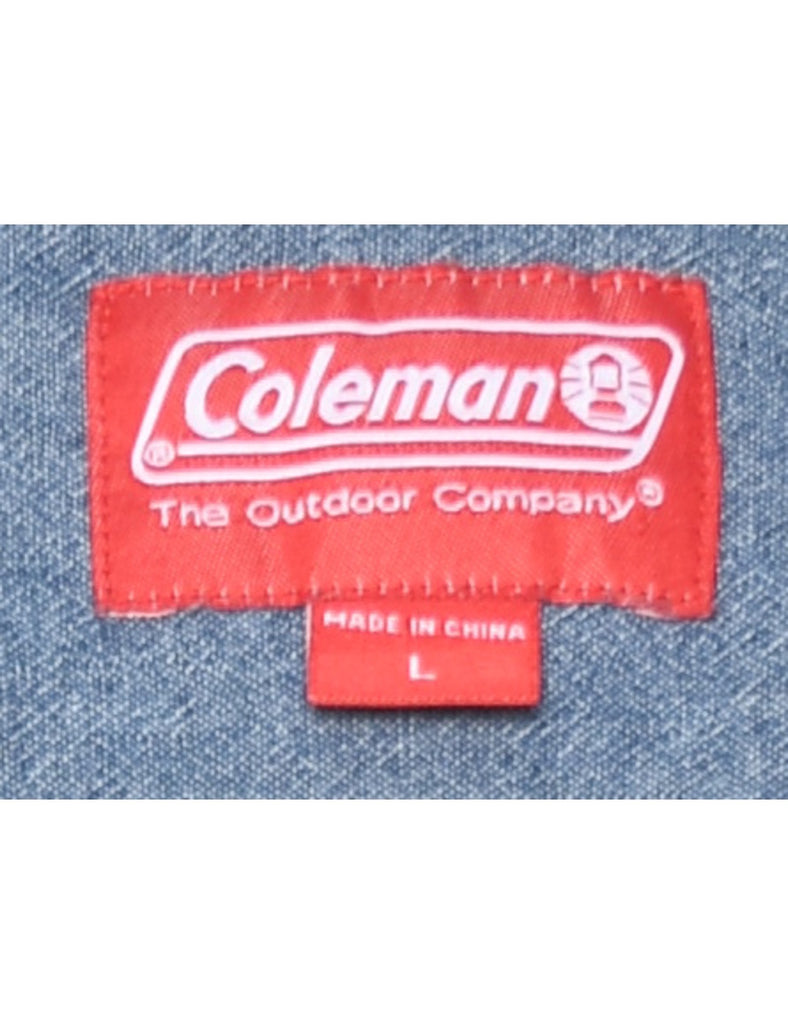 Coleman
®
The Outdoor Company®
MADE IN CHINA
L